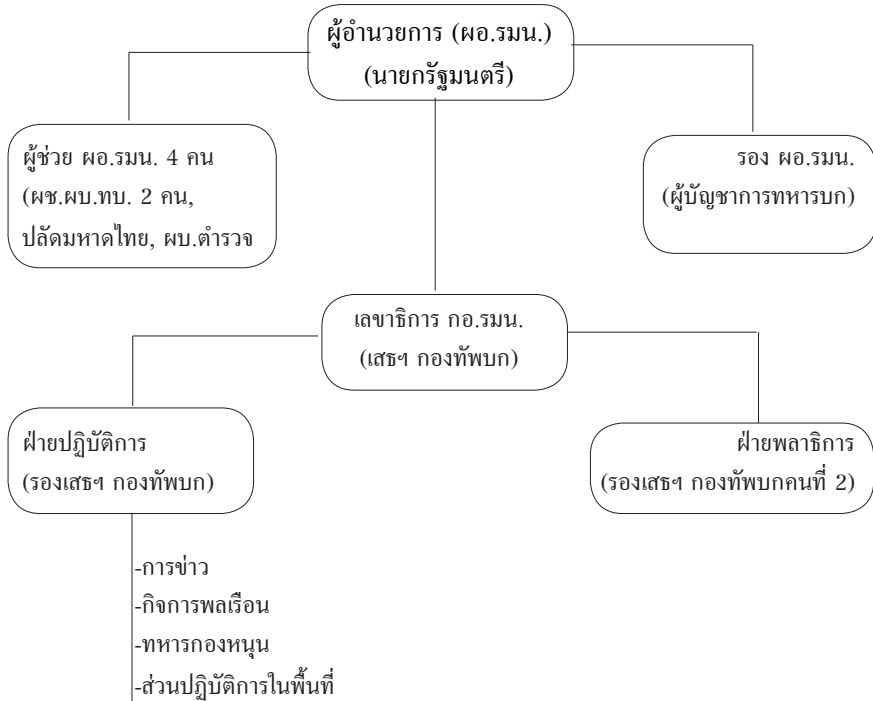 ผู้อำนวยการ (ผอ.รมน.)
(นายกรัฐมนตรี)
ผู้ช่วย ผอ.รมน. 4 คน
(ผช.ผบ.ทบ. 2 คน,
ปลัดมหาดไทย, ผบ.ตำรวจ
รอง ผอ.รมน.
(ผู้บัญชาการทหารบก)
เลขาธิการ กอ.รมน.
(เสธฯ กองทัพบก)
ฝ่ายปฏิบัติการ
(รองเสธฯ กองทัพบก)
ฝ่ายพลาธิการ
(รองเสธฯ กองทัพบกคนที่ 2)
-การข่าว
-กิจการพลเรือน
-ทหารกองหนุน
-ส่วนปฏิบัติการในพื้นที่